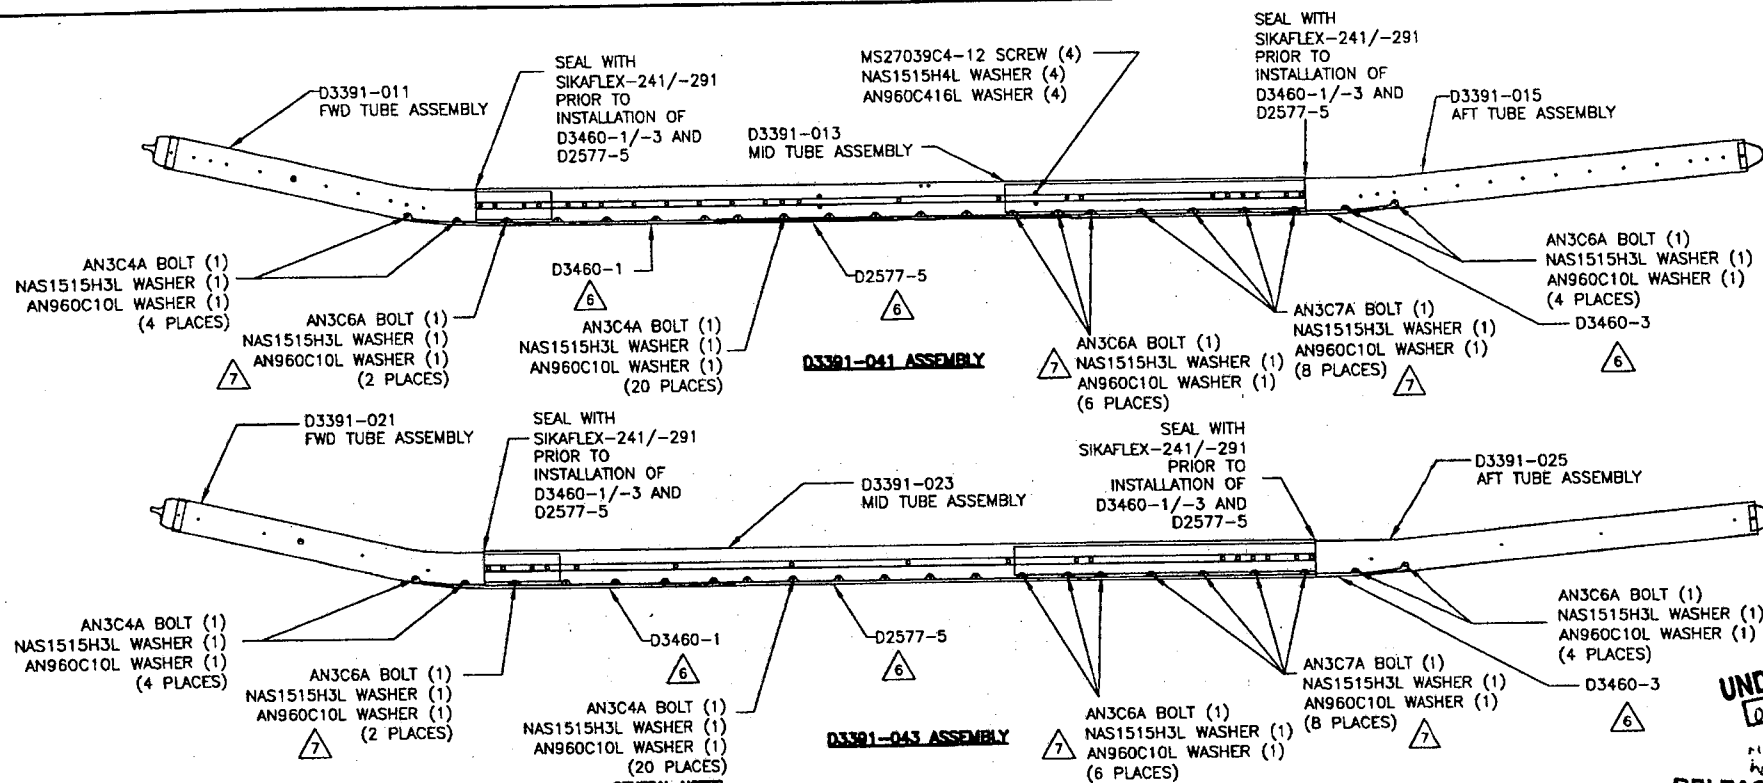 D3391-011
FWD TUBE ASSEMBLY
SEAL WITH
SIKAFLEX-241/-291
PRIOR TO
INSTALLATION OF
D3460-1/-3 AND
D2577-5
D3391-013
MID TUBE ASSEMBLY
MS27039C4-12 SCREW (4)
NAS1515H4L WASHER (4)
AN960C416L WASHER (4)
SEAL WITH
SIKAFLEX-241/-291
PRIOR TO
INSTALLATION OF
D3460-1/-3 AND
D2577-5
D3391-015
AFT TUBE ASSEMBLY
AN3C4A BOLT (1)
NAS1515H3L WASHER (1)
AN960C10L WASHER (1)
(4 PLACES)
AN3C6A BOLT (1)
NAS1515H3L WASHER (1)
AN960C10L WASHER (1)
(2 PLACES)
7
D3460-1
6
AN3C4A BOLT (1)
NAS1515H3L WASHER (1)
AN960C10L WASHER (1)
(20 PLACES)
D2577-5
6
D3391-041 ASSEMBLY
7
AN3C6A BOLT (1)
NAS1515H3L WASHER (1)
AN960C10L WASHER (1)
(6 PLACES)
AN3C7A BOLT (1)
NAS1515H3L WASHER (1)
AN960C10L WASHER (1)
(8 PLACES)
7
AN3C6A BOLT (1)
NAS1515H3L WASHER (1)
AN960C10L WASHER (1)
(4 PLACES)
D3460-3
6
D3391-021
FWD TUBE ASSEMBLY
SEAL WITH
SIKAFLEX-241/-291
PRIOR TO
INSTALLATION OF
D3460-1/-3 AND
D2577-5
D3391-023
MID TUBE ASSEMBLY
SEAL WITH
SIKAFLEX-241/-291
PRIOR TO
INSTALLATION OF
D3460-1/-3 AND
D2577-5
D3391-025
AFT TUBE ASSEMBLY
AN3C4A BOLT (1)
NAS1515H3L WASHER (1)
AN960C10L WASHER (1)
(4 PLACES)
AN3C6A BOLT (1)
NAS1515H3L WASHER (1)
AN960C10L WASHER (1)
(2 PLACES)
7
D3460-1
6
AN3C4A BOLT (1)
NAS1515H3L WASHER (1)
AN960C10L WASHER (1)
(20 PLACES)
D2577-5
6
D3391-043 ASSEMBLY
7
AN3C6A BOLT (1)
NAS1515H3L WASHER (1)
AN960C10L WASHER (1)
(6 PLACES)
AN3C7A BOLT (1)
NAS1515H3L WASHER (1)
AN960C10L WASHER (1)
(8 PLACES)
7
AN3C6A BOLT (1)
NAS1515H3L WASHER (1)
AN960C10L WASHER (1)
(4 PLACES)
D3460-3
6